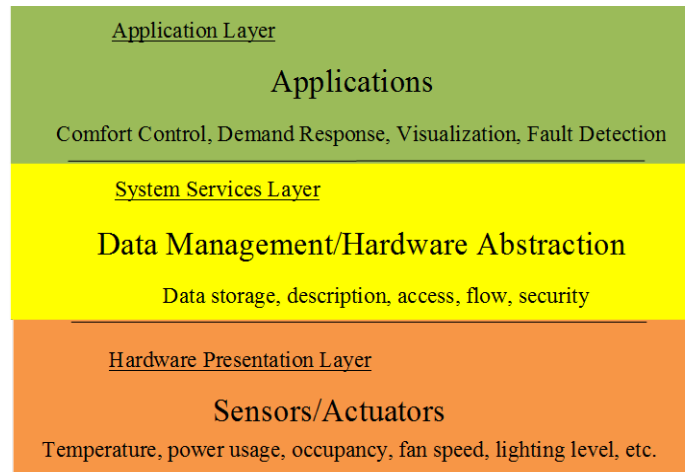 Application Layer
Applications
Comfort Control, Demand Response, Visualization, Fault Detection
System Services Layer
Data Management/Hardware Abstraction
Data storage, description, access, flow, security
Hardware Presentation Layer
Sensors/Actuators
Temperature, power usage, occupancy, fan speed, lighting level, etc.